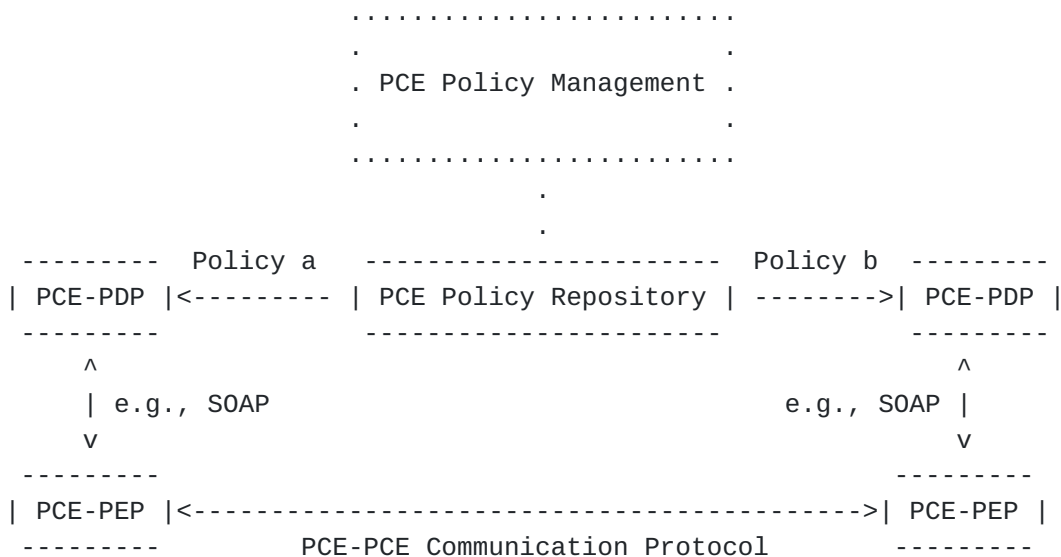 PCE Policy Management
Policy a Policy b
PCE-PDP PCE Policy Repository PCE-PDP
e.g., SOAP e.g., SOAP
PCE-PEP PCE-PEP
PCE-PCE Communication Protocol